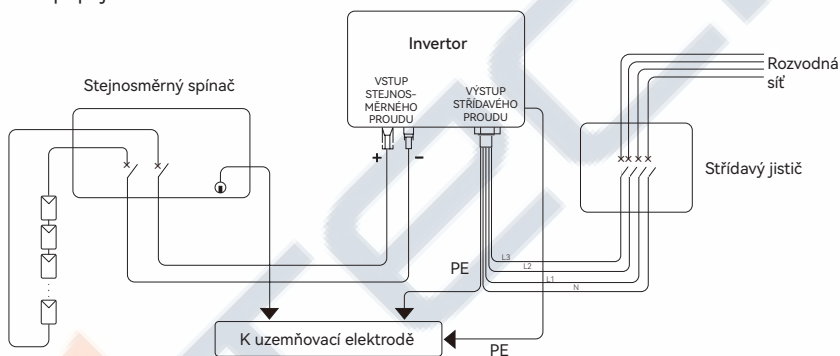 Invertor
VSTUP
STEJNOS-
MĚRNÉHO
PROUDU
VÝSTUP
STŘÍDAVÉHO
PROUDU
Stejnosměrný spínač
Rozvodná
síť
+
−
Střídavý jistič
L3
L2
L1
N
PE
K uzemňovací elektrodě
PE